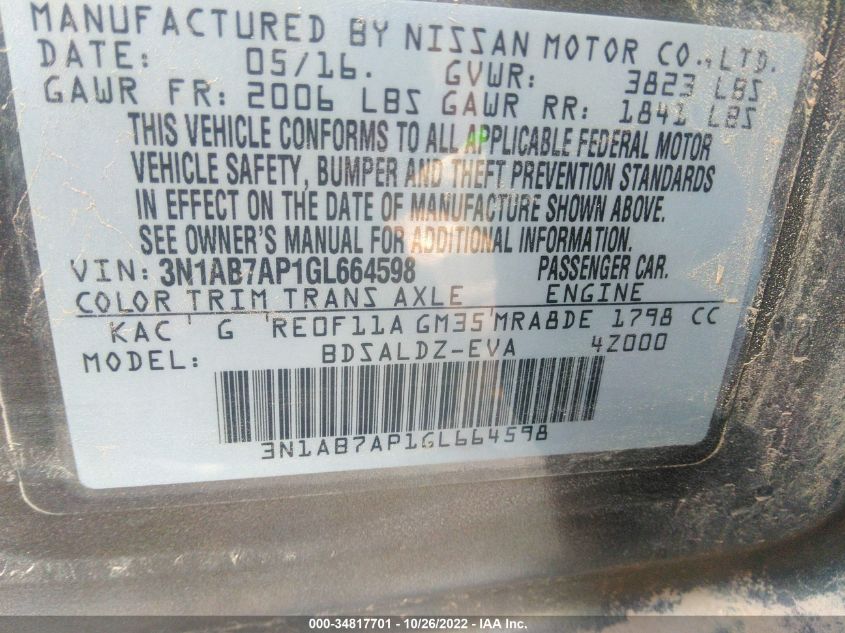 MANUFACTURED BY NISSAN MOTOR CO., LTD.
DATE: 05/16. GVWR: 3823 LBS
GAWR FR: 2006 LBS GAWR RR: 1841 LBS
THIS VEHICLE CONFORMS TO ALL APPLICABLE FEDERAL MOTOR
VEHICLE SAFETY, BUMPER AND THEFT PREVENTION STANDARDS
IN EFFECT ON THE DATE OF MANUFACTURE SHOWN ABOVE.
SEE OWNER'S MANUAL FOR ADDITIONAL INFORMATION.
VIN: 3N1AB7AP1GL664598 PASSENGER CAR.
COLOR TRIM TRANS AXLE ENGINE
KAC ' G 'RE0F11A GM35'MRA8DE 1798 CC
MODEL: BDSALDZ-EVA 4Z000
3N1AB7AP1GL664598
000-34817701 - 10/26/2022 - IAA Inc.